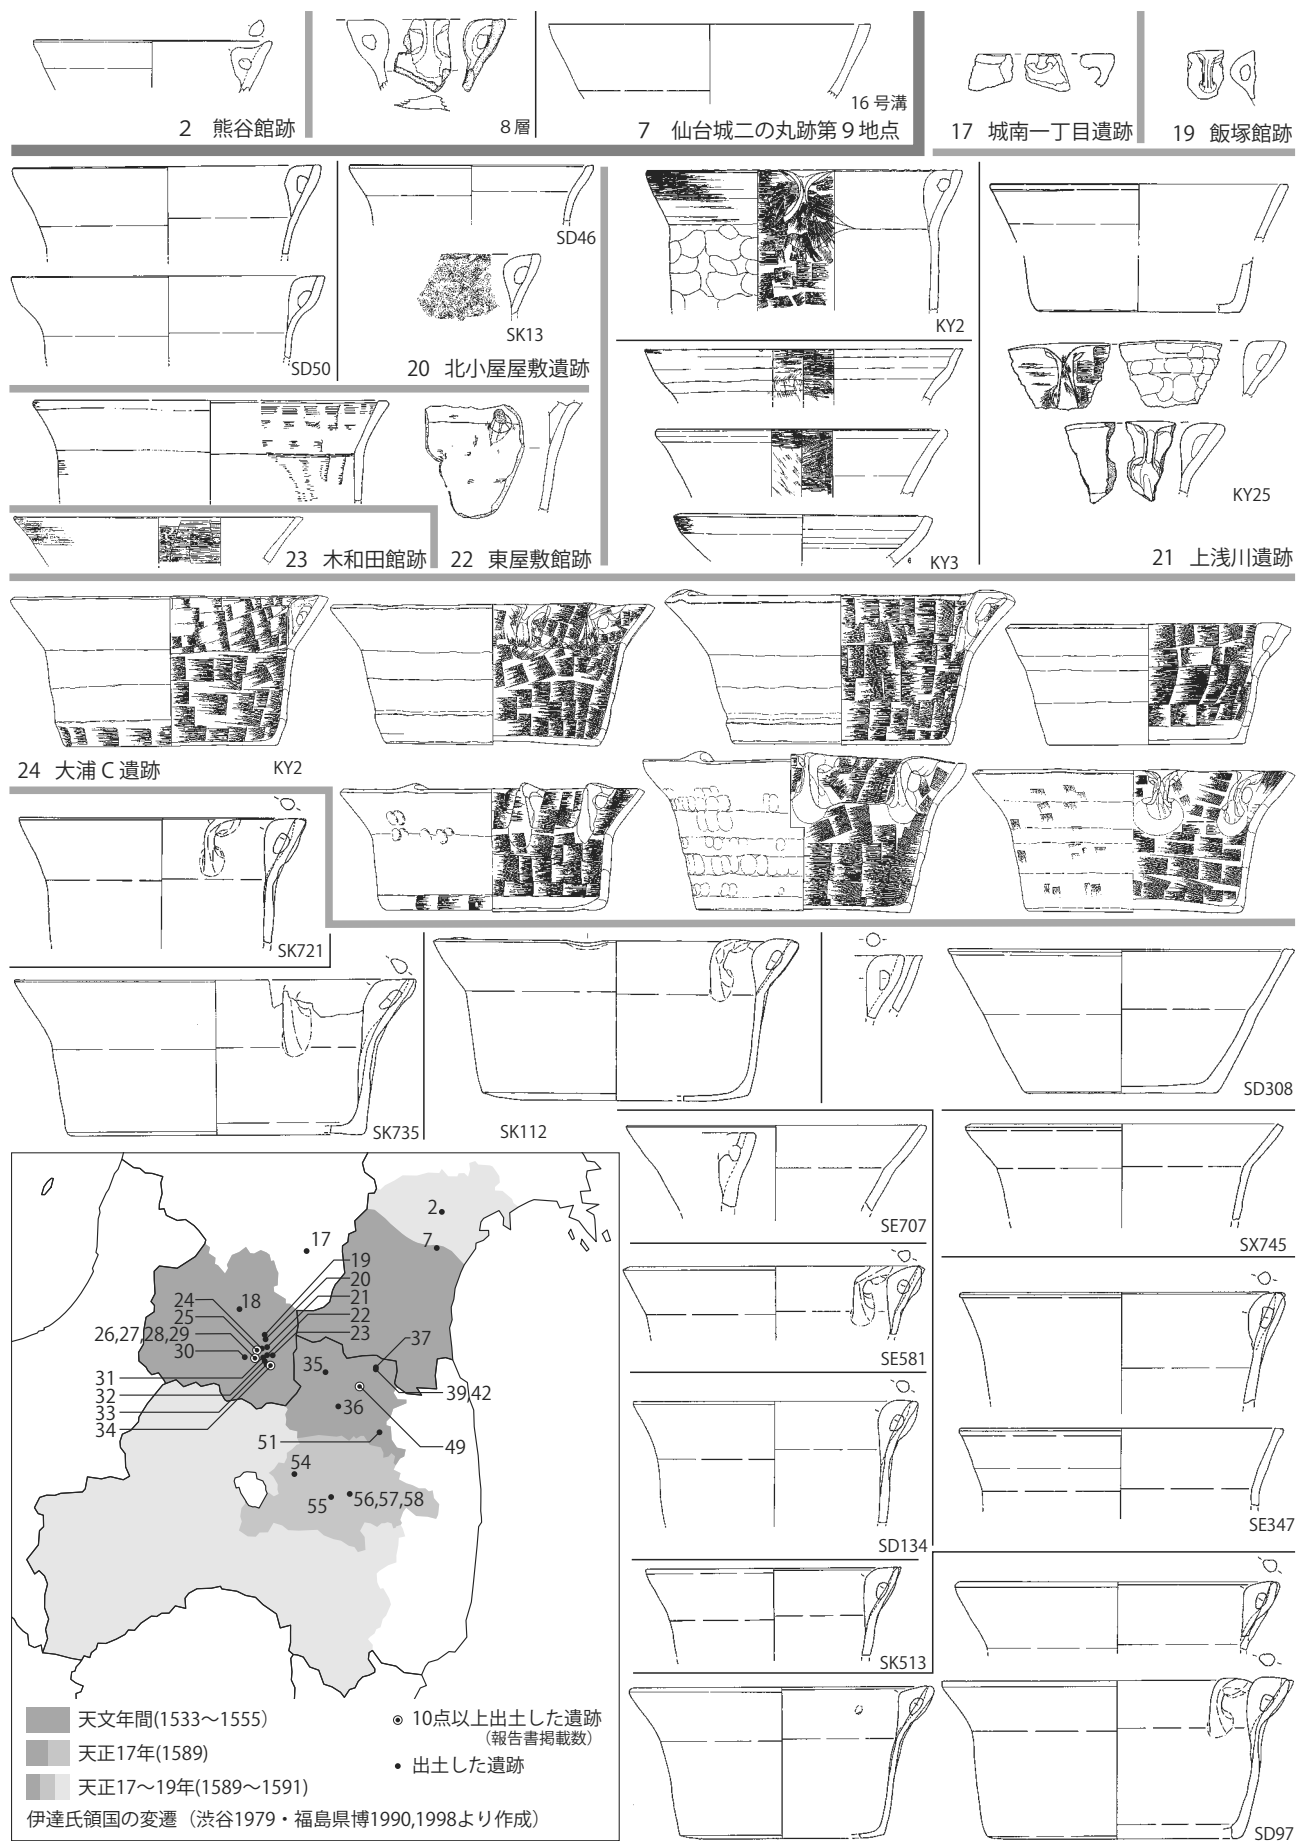 2 熊谷館跡
8層
16号溝
7 仙台城二の丸跡第9地点
17 城南一丁目遺跡
19 飯塚館跡
SD50
SD46
SK13
20 北小屋屋敷遺跡
KY2
KY3
KY25
21 上浅川遺跡
23 木和田館跡
22 東屋敷館跡
24 大浦C遺跡
KY2
SK721
SK735
SK112
SD308
SE707
SX745
SE581
SD134
SE347
SK513
SD97
2
7
17
18
19
20
21
22
23
24
25
26,27,28,29
30
31
32
33
34
35
36
37
39,42
49
51
54
55
56,57,58
天文年間(1533～1555)
天正17年(1589)
天正17～19年(1589～1591)
◉ 10点以上出土した遺跡
(報告書掲載数)
• 出土した遺跡
伊達氏領国の変遷（渋谷1979・福島県博1990,1998より作成）